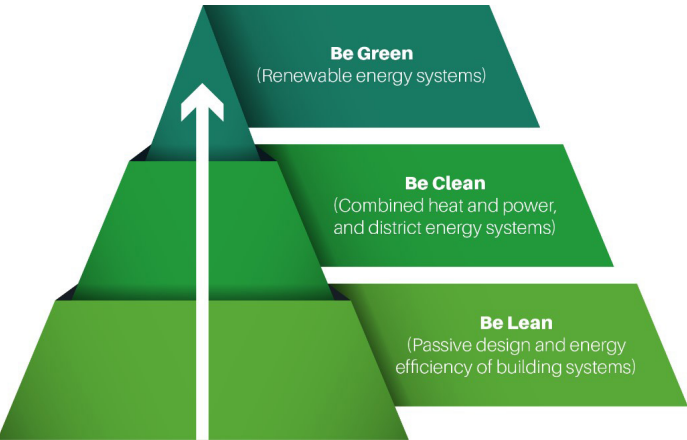 Be Green
(Renewable energy systems)
Be Clean
(Combined heat and power,
and district energy systems)
Be Lean
(Passive design and energy
efficiency of building systems)